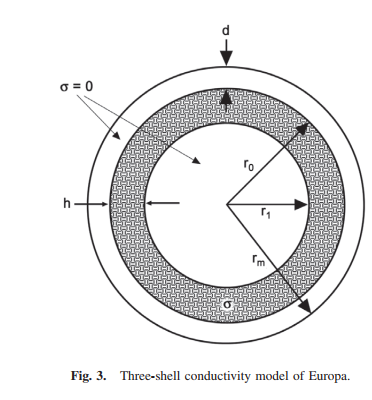 d
σ = 0
r₀
h
r₁
rₘ
σ
Fig. 3. Three-shell conductivity model of Europa.